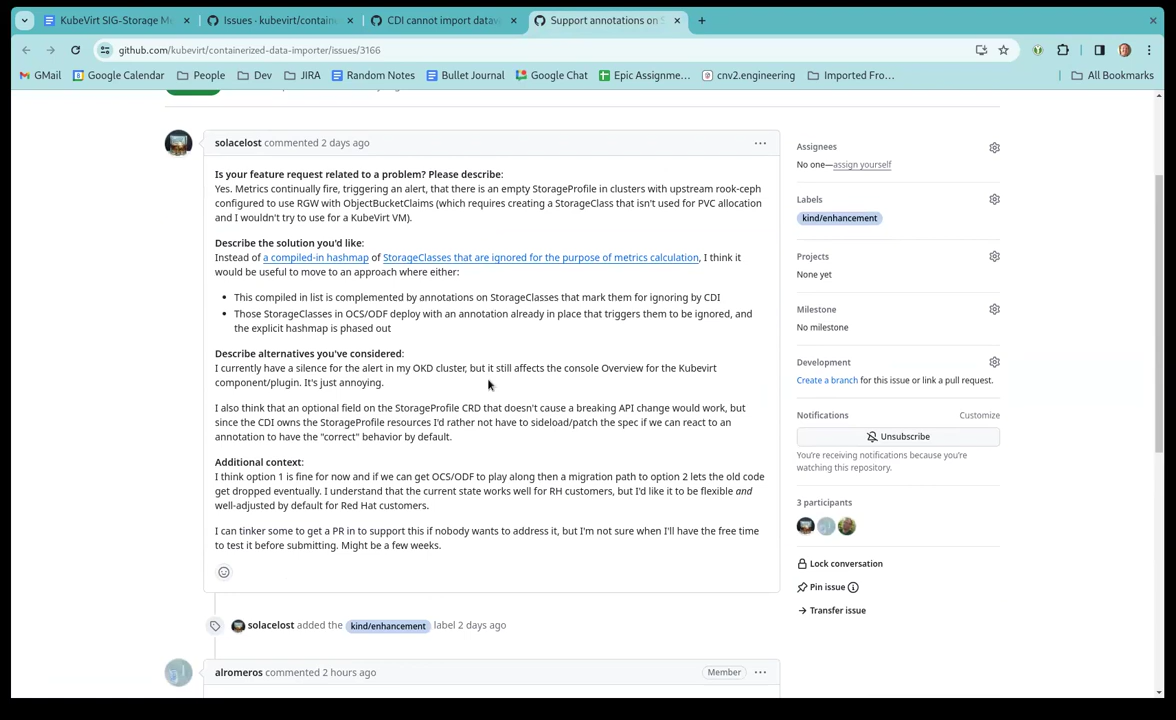 KubeVirt SIG-Storage M
Issues · kubevirt/contain
CDI cannot import datav
Support annotations on S
github.com/kubevirt/containerized-data-importer/issues/3166
GMail
Google Calendar
People
Dev
JIRA
Random Notes
Bullet Journal
Google Chat
Epic Assignme...
cnv2.engineering
Imported Fro...
All Bookmarks
solacelost commented 2 days ago
Is your feature request related to a problem? Please describe:
Yes. Metrics continually fire, triggering an alert, that there is an empty StorageProfile in clusters with upstream rook-ceph
configured to use RGW with ObjectBucketClaims (which requires creating a StorageClass that isn't used for PVC allocation
and I wouldn't try to use for a KubeVirt VM).
Describe the solution you'd like:
Instead of a compiled-in hashmap of StorageClasses that are ignored for the purpose of metrics calculation, I think it
would be useful to move to an approach where either:
• This compiled in list is complemented by annotations on StorageClasses that mark them for ignoring by CDI
• Those StorageClasses in OCS/ODF deploy with an annotation already in place that triggers them to be ignored, and
the explicit hashmap is phased out
Describe alternatives you've considered:
I currently have a silence for the alert in my OKD cluster, but it still affects the console Overview for the Kubevirt
component/plugin. It's just annoying.
I also think that an optional field on the StorageProfile CRD that doesn't cause a breaking API change would work, but
since the CDI owns the StorageProfile resources I'd rather not have to sideload/patch the spec if we can react to an
annotation to have the "correct" behavior by default.
Additional context:
I think option 1 is fine for now and if we can get OCS/ODF to play along then a migration path to option 2 lets the old code
get dropped eventually. I understand that the current state works well for RH customers, but I'd like it to be flexible and
well-adjusted by default for Red Hat customers.
I can tinker some to get a PR in to support this if nobody wants to address it, but I'm not sure when I'll have the free time
to test it before submitting. Might be a few weeks.
solacelost added the kind/enhancement label 2 days ago
alromeros commented 2 hours ago
Member
Assignees
No one—assign yourself
Labels
kind/enhancement
Projects
None yet
Milestone
No milestone
Development
Create a branch for this issue or link a pull request.
Notifications
Customize
Unsubscribe
You're receiving notifications because you're
watching this repository.
3 participants
Lock conversation
Pin issue
Transfer issue